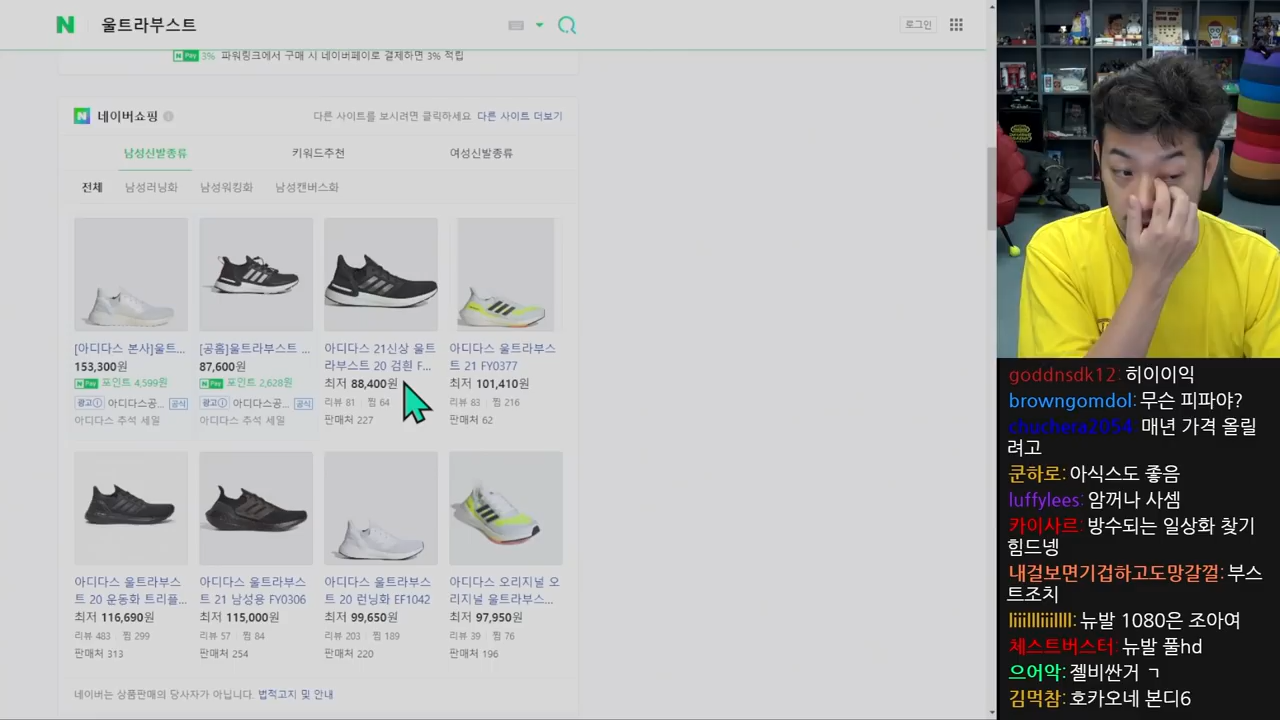 N 울트라부스트
로그인
N Pay 3% 파워링크에서 구매 시 네이버페이로 결제하면 3% 적립
N 네이버쇼핑
다른 사이트를 보시려면 클릭하세요 다른 사이트 더보기
남성신발종류 키워드추천 여성신발종류
전체 남성러닝화 남성워킹화 남성캔버스화
[아디다스 본사]울트...
153,300원
N Pay 포인트 4,599원
광고 아디다스공... 공식
아디다스 추석 세일
[공홈]울트라부스트 ...
87,600원
N Pay 포인트 2,628원
광고 아디다스공... 공식
아디다스 추석 세일
아디다스 21신상 울트
라부스트 20 검흰 F...
최저 88,400원
리뷰 81 찜 64
판매처 227
아디다스 울트라부스
트 21 FY0377
최저 101,410원
리뷰 83 찜 216
판매처 62
아디다스 울트라부스
트 20 운동화 트리플...
최저 116,690원
리뷰 483 찜 299
판매처 313
아디다스 울트라부스
트 21 남성용 FY0306
최저 115,000원
리뷰 57 찜 84
판매처 254
아디다스 울트라부스
트 20 런닝화 EF1042
최저 99,650원
리뷰 203 찜 189
판매처 220
아디다스 오리지널 오
리지널 울트라부스...
최저 97,950원
리뷰 39 찜 76
판매처 196
네이버는 상품판매의 당사자가 아닙니다. 법적고지 및 안내
goddnsdk12: 히이이익
browngomdol: 무슨 피파야?
chuchera2054: 매년 가격 올릴
려고
쿤하로: 아식스도 좋음
luffylees: 암꺼나 사셈
카이사르: 방수되는 일상화 찾기
힘드넹
내걸보면기겁하고도망갈껄: 부스
트조치
liiilllliiilllll: 뉴발 1080은 조아여
체스트버스터: 뉴발 풀hd
으어악: 젤비싼거 ㄱ
김먹참: 호카오네 본디6